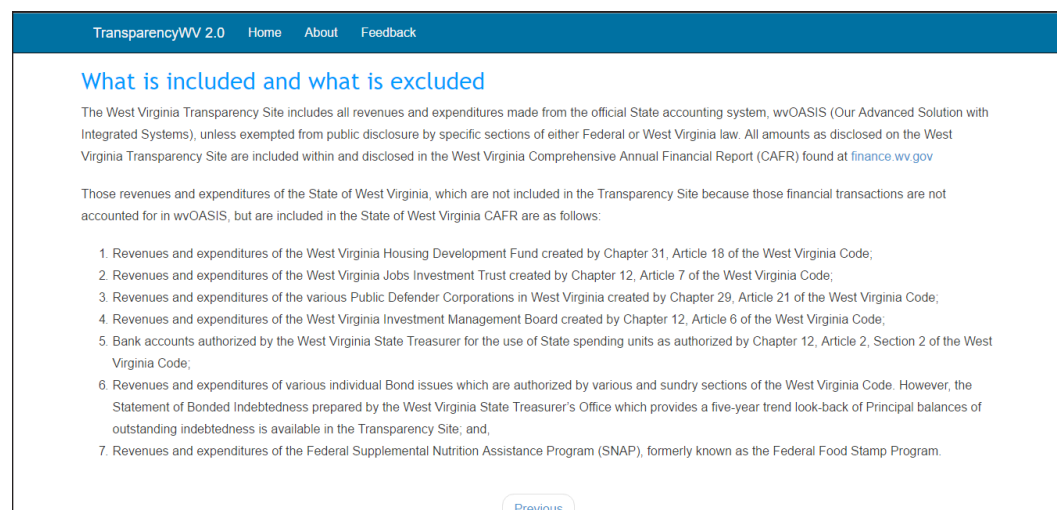 TransparencyWV 2.0 Home About Feedback
What is included and what is excluded
The West Virginia Transparency Site includes all revenues and expenditures made from the official State accounting system, wvOASIS (Our Advanced Solution with
Integrated Systems), unless exempted from public disclosure by specific sections of either Federal or West Virginia law. All amounts as disclosed on the West
Virginia Transparency Site are included within and disclosed in the West Virginia Comprehensive Annual Financial Report (CAFR) found at finance.wv.gov
Those revenues and expenditures of the State of West Virginia, which are not included in the Transparency Site because those financial transactions are not
accounted for in wvOASIS, but are included in the State of West Virginia CAFR are as follows:
1. Revenues and expenditures of the West Virginia Housing Development Fund created by Chapter 31, Article 18 of the West Virginia Code;
2. Revenues and expenditures of the West Virginia Jobs Investment Trust created by Chapter 12, Article 7 of the West Virginia Code;
3. Revenues and expenditures of the various Public Defender Corporations in West Virginia created by Chapter 29, Article 21 of the West Virginia Code;
4. Revenues and expenditures of the West Virginia Investment Management Board created by Chapter 12, Article 6 of the West Virginia Code;
5. Bank accounts authorized by the West Virginia State Treasurer for the use of State spending units as authorized by Chapter 12, Article 2, Section 2 of the West
Virginia Code;
6. Revenues and expenditures of various individual Bond issues which are authorized by various and sundry sections of the West Virginia Code. However, the
Statement of Bonded Indebtedness prepared by the West Virginia State Treasurer's Office which provides a five-year trend look-back of Principal balances of
outstanding indebtedness is available in the Transparency Site; and,
7. Revenues and expenditures of the Federal Supplemental Nutrition Assistance Program (SNAP), formerly known as the Federal Food Stamp Program.
Previous